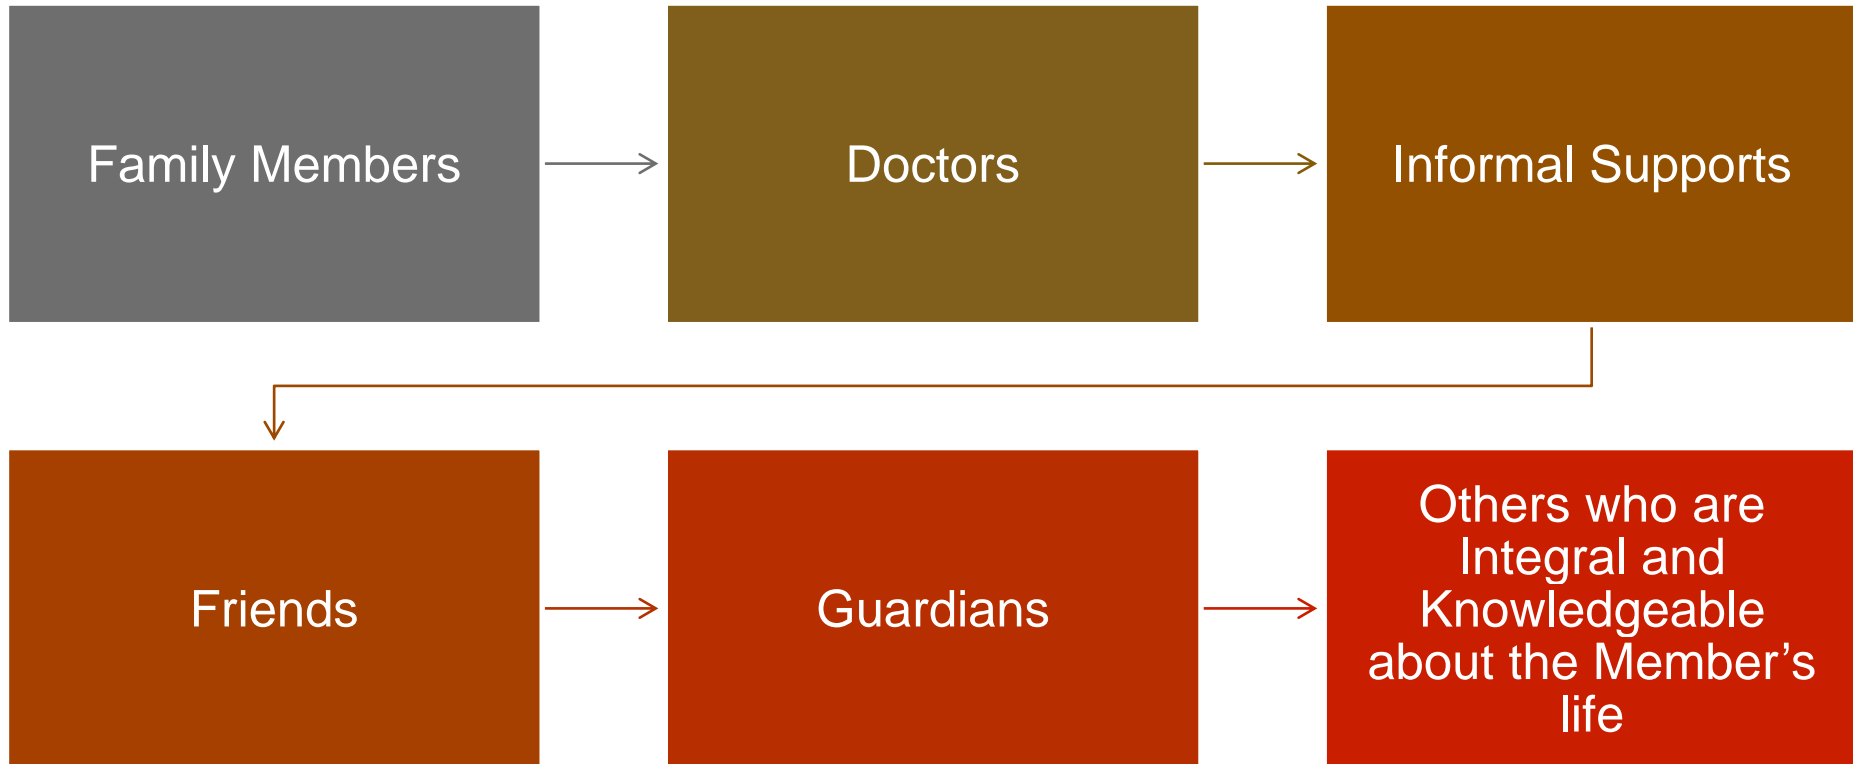 Family Members
Doctors
Informal Supports
Friends
Guardians
Others who are
Integral and
Knowledgeable
about the Member’s
life